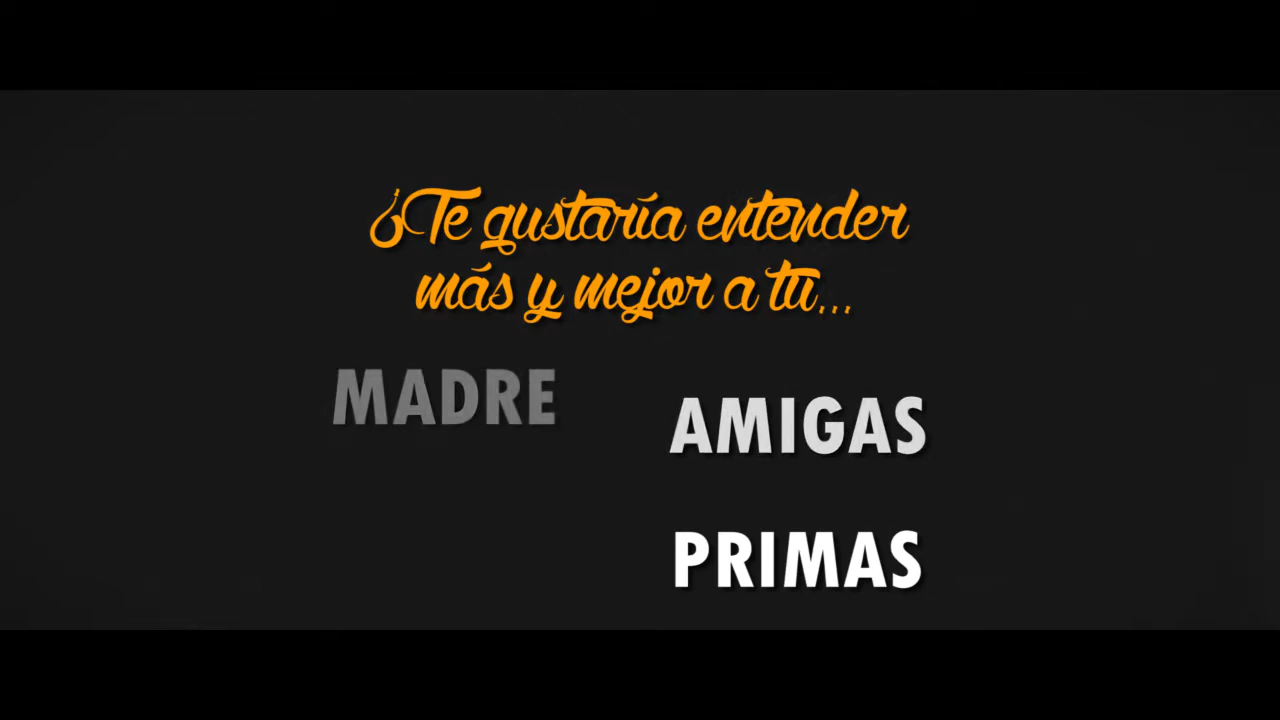 ¿Te gustaría entender
más y mejor a tu...
MADRE
AMIGAS
PRIMAS